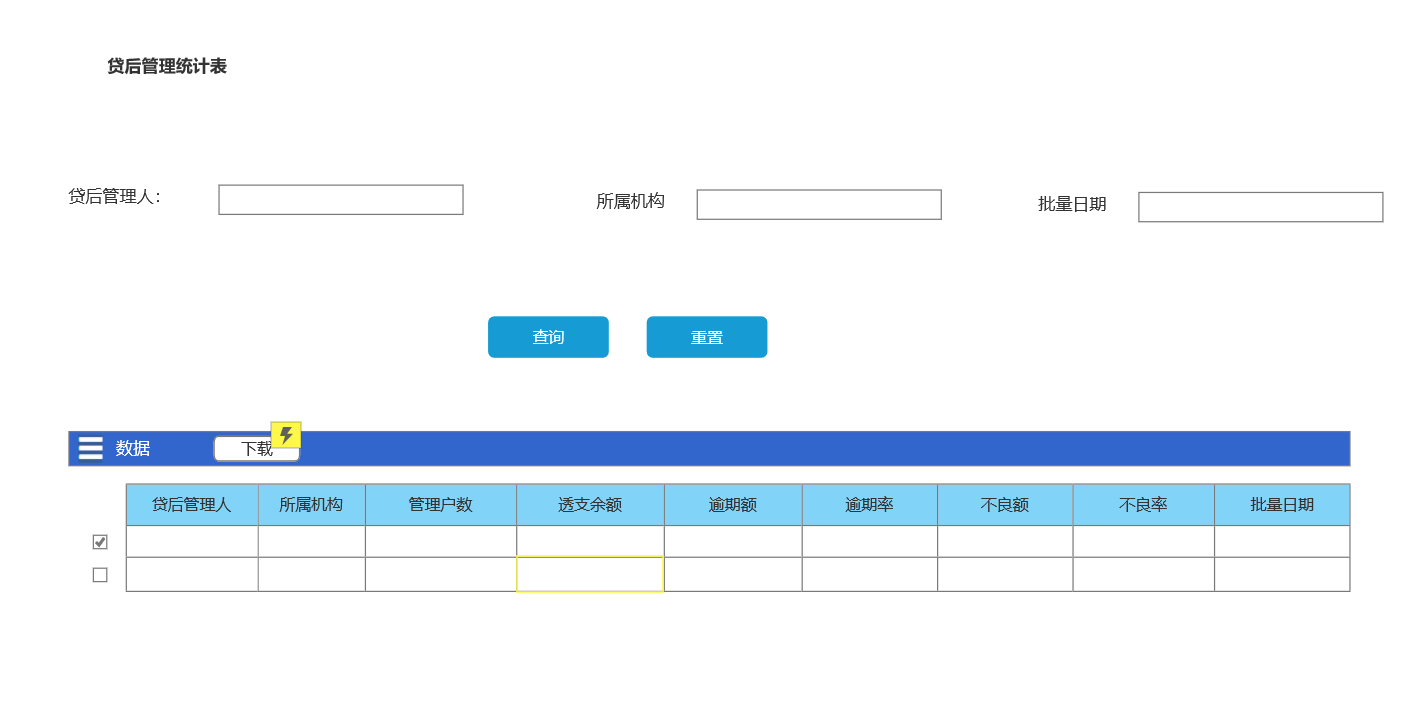 贷后管理统计表
贷后管理人：
所属机构
批量日期
查询
重置
数据
下载
贷后管理人 所属机构 管理户数 透支余额 逾期额 逾期率 不良额 不良率 批量日期